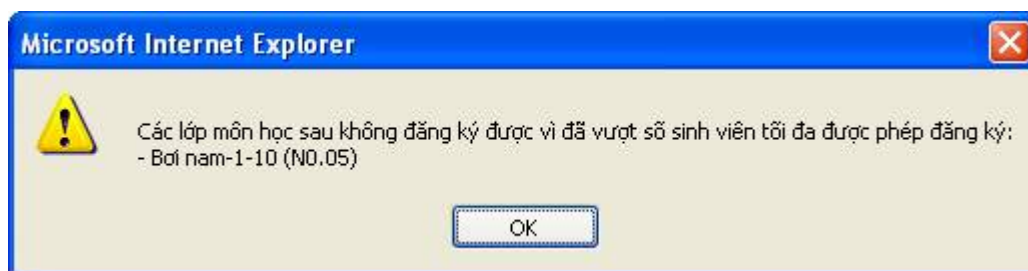 Microsoft Internet Explorer
Các lớp môn học sau không đăng ký được vì đã vượt số sinh viên tối đa được phép đăng ký:
- Bơi nam-1-10 (N0.05)
OK